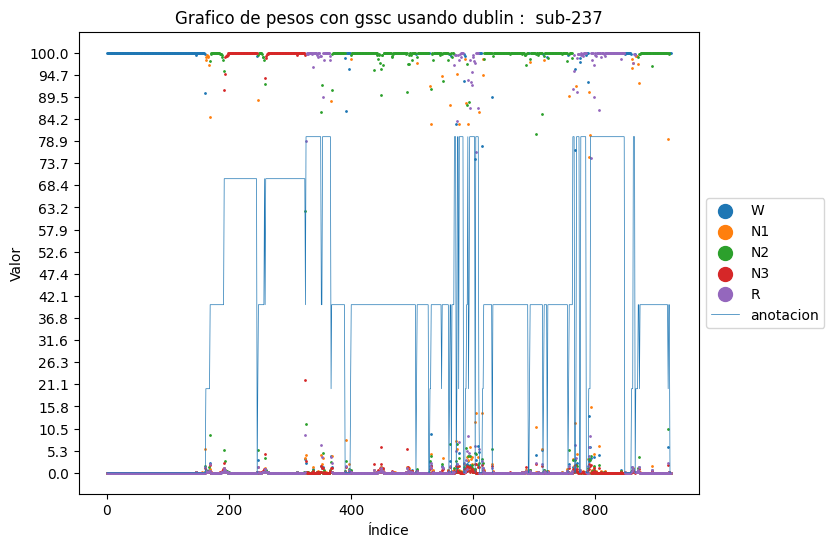 Grafico de pesos con gssc usando dublin :  sub-237
Valor
100.0
94.7
89.5
84.2
78.9
73.7
68.4
63.2
57.9
52.6
47.4
42.1
36.8
31.6
26.3
21.1
15.8
10.5
5.3
0.0
0 200 400 600 800
Índice
W
N1
N2
N3
R
anotacion